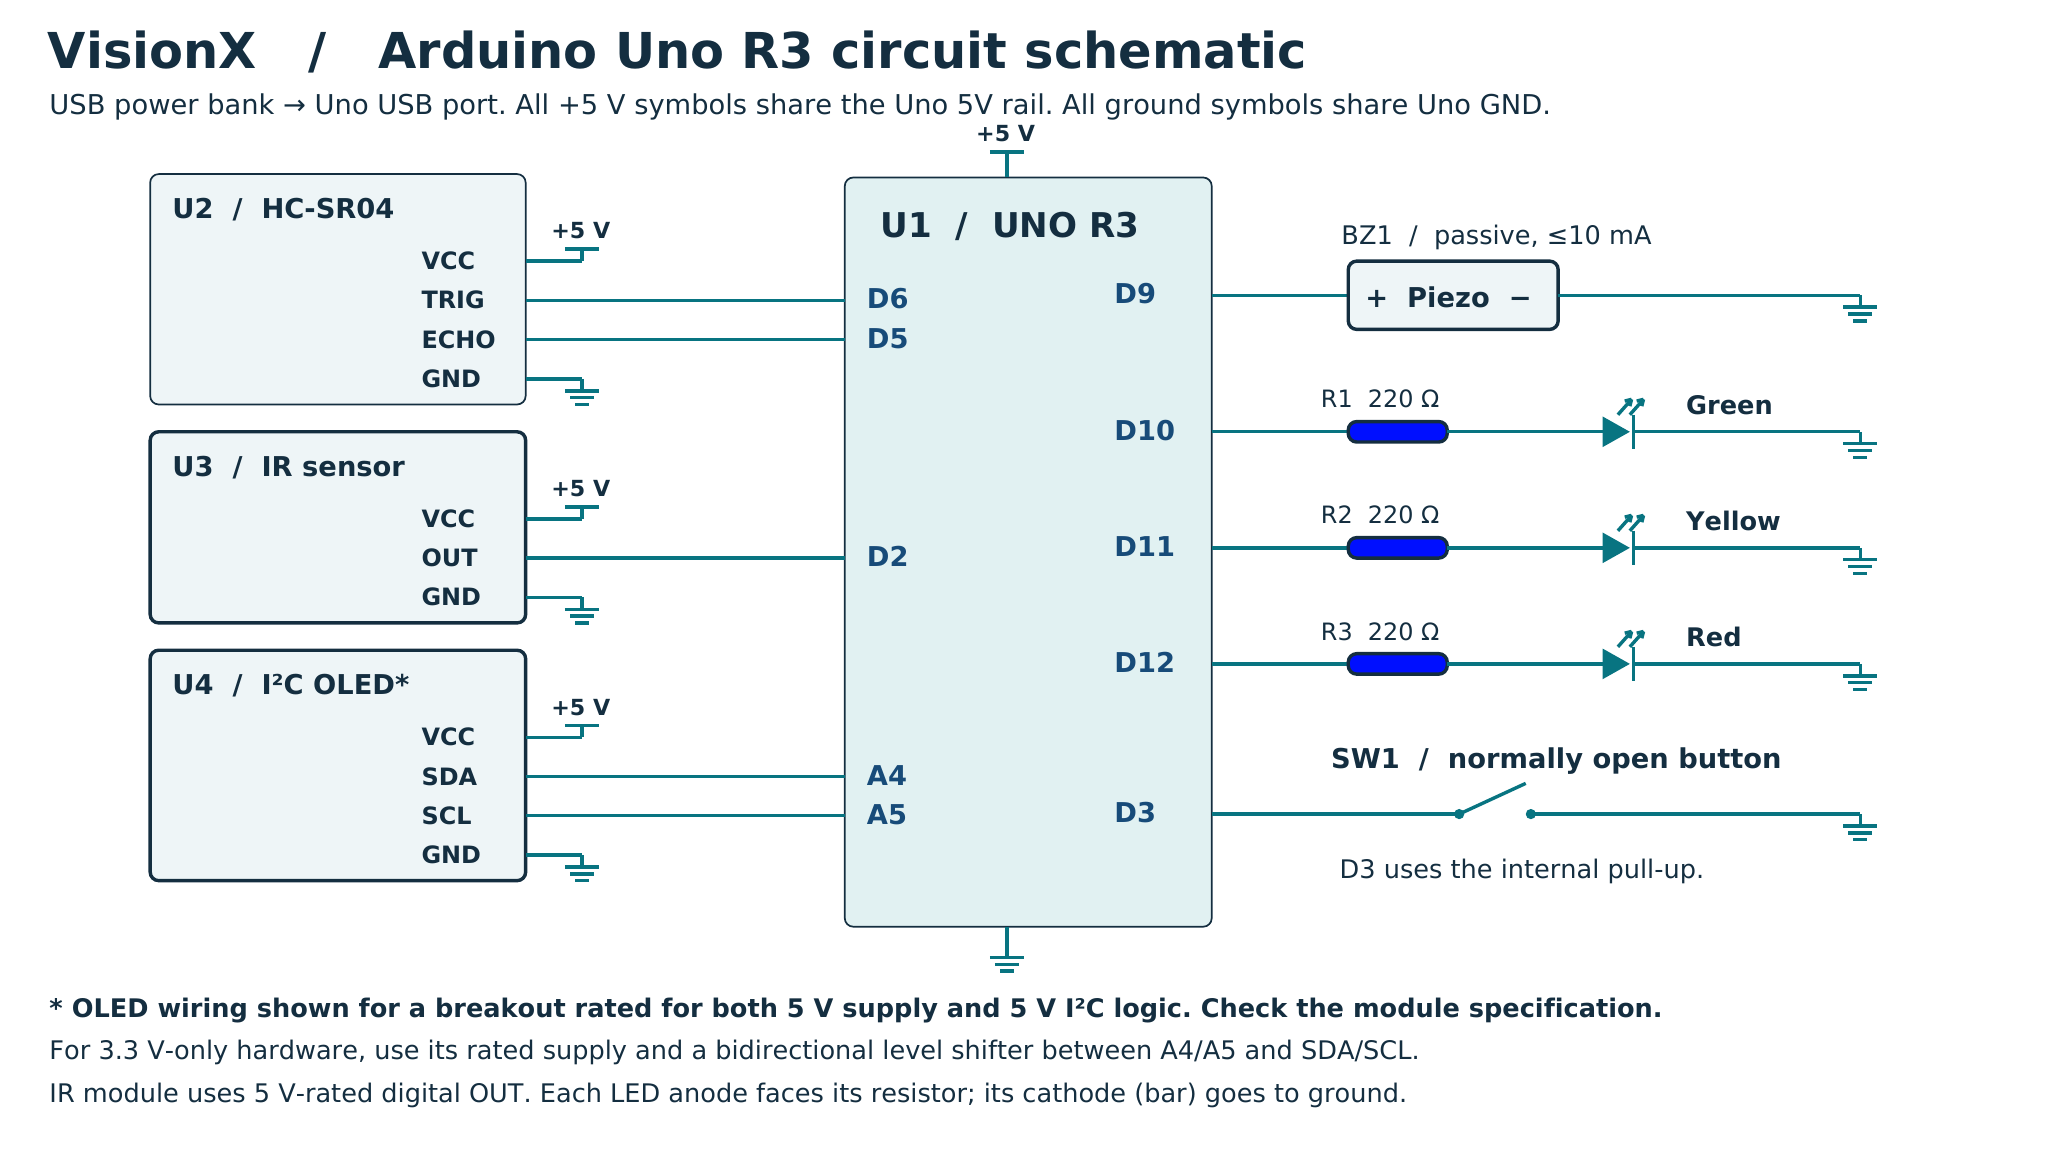 VisionX / Arduino Uno R3 circuit schematic
USB power bank → Uno USB port. All +5 V symbols share the Uno 5V rail. All ground symbols share Uno GND.
+5 V
U2 / HC-SR04
+5 V
VCC
TRIG
ECHO
GND
U3 / IR sensor
+5 V
VCC
OUT
GND
U4 / I²C OLED*
+5 V
VCC
SDA
SCL
GND
U1 / UNO R3
D6
D5
D2
A4
A5
D9
D10
D11
D12
D3
BZ1 / passive, ≤10 mA
+ Piezo −
R1 220 Ω
Green
R2 220 Ω
Yellow
R3 220 Ω
Red
SW1 / normally open button
D3 uses the internal pull-up.
* OLED wiring shown for a breakout rated for both 5 V supply and 5 V I²C logic. Check the module specification.
For 3.3 V-only hardware, use its rated supply and a bidirectional level shifter between A4/A5 and SDA/SCL.
IR module uses 5 V-rated digital OUT. Each LED anode faces its resistor; its cathode (bar) goes to ground.